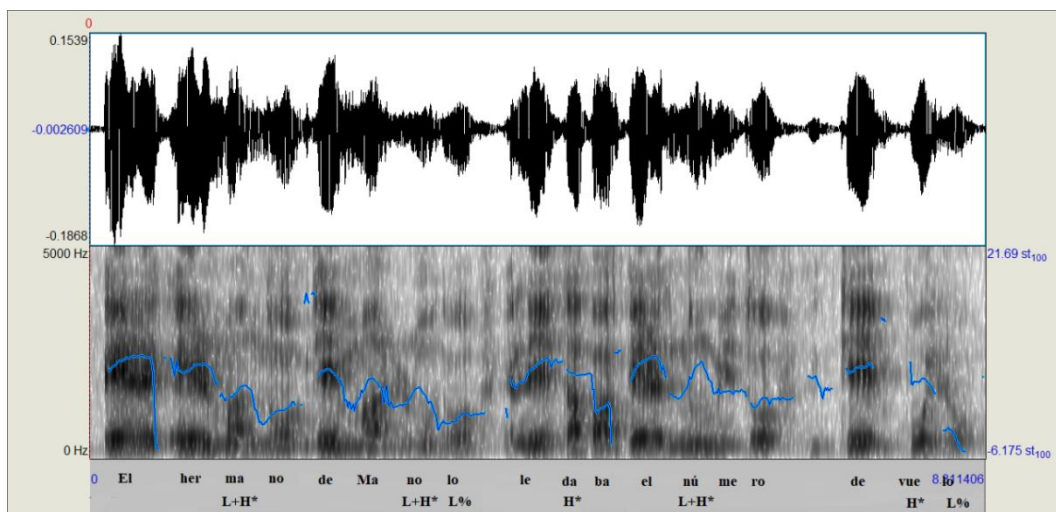 0
0.1539
-0.002609
-0.1868
5000 Hz 21.69 st100
0 Hz -6.175 st100
0 El her ma no de Ma no lo le da ba el nú me ro de vue lo
L+H* L+H* L% H* L+H* H* L%